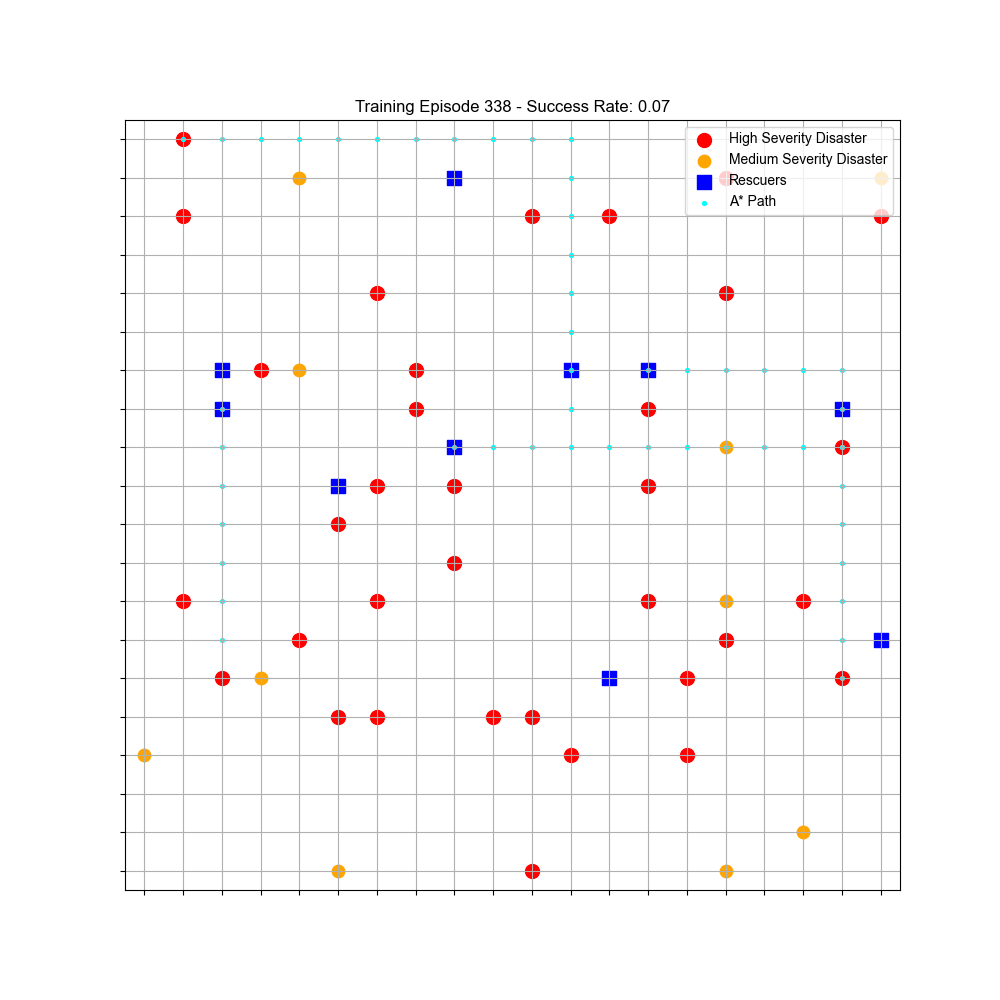 Training Episode 338 - Success Rate: 0.07
High Severity Disaster
Medium Severity Disaster
Rescuers
A* Path